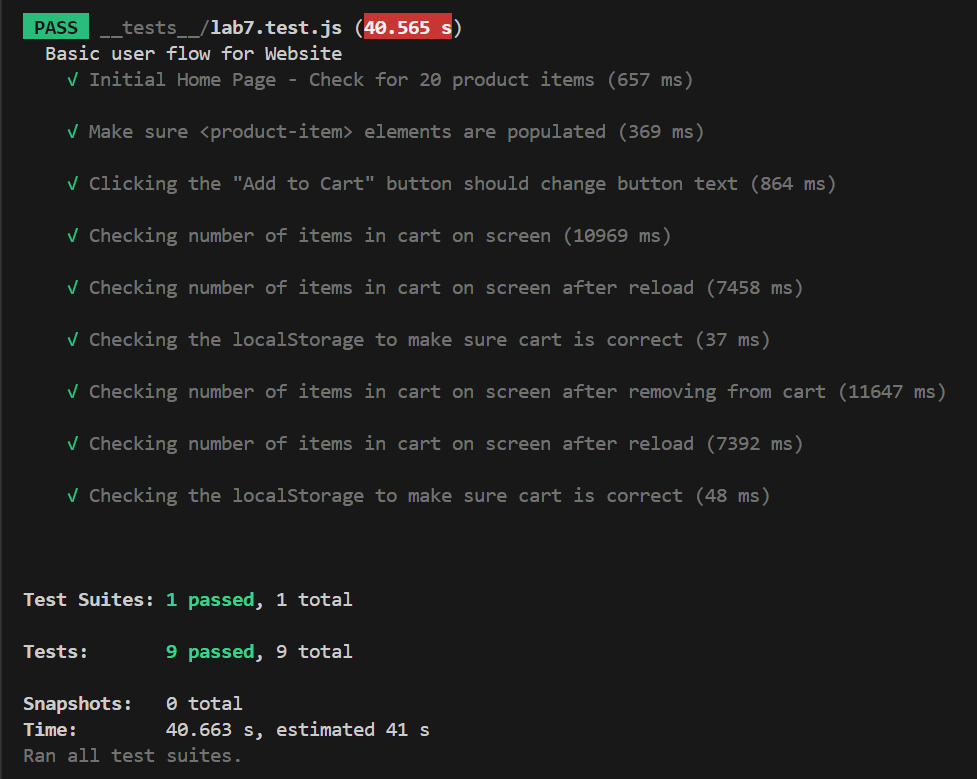 PASS __tests__/lab7.test.js (40.565 s)
Basic user flow for Website
√ Initial Home Page - Check for 20 product items (657 ms)
√ Make sure <product-item> elements are populated (369 ms)
√ Clicking the "Add to Cart" button should change button text (864 ms)
√ Checking number of items in cart on screen (10969 ms)
√ Checking number of items in cart on screen after reload (7458 ms)
√ Checking the localStorage to make sure cart is correct (37 ms)
√ Checking number of items in cart on screen after removing from cart (11647 ms)
√ Checking number of items in cart on screen after reload (7392 ms)
√ Checking the localStorage to make sure cart is correct (48 ms)
Test Suites: 1 passed, 1 total
Tests: 9 passed, 9 total
Snapshots: 0 total
Time: 40.663 s, estimated 41 s
Ran all test suites.